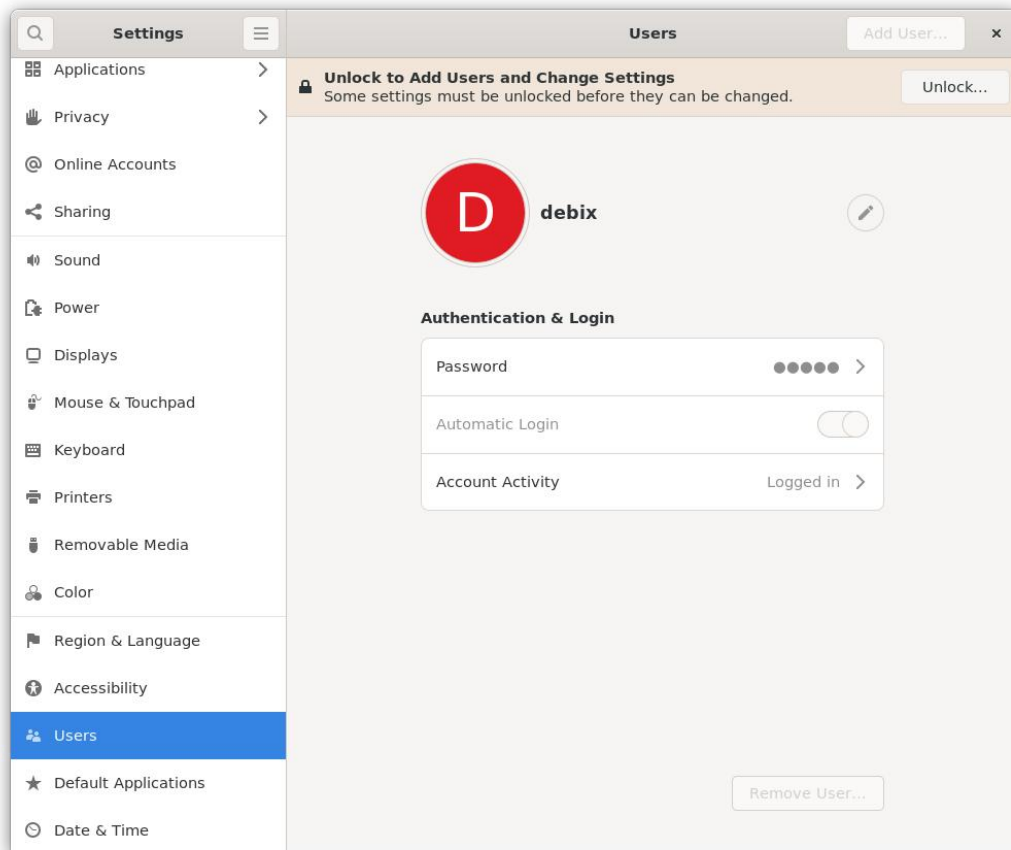 Settings
Users
Add User...
Applications
Privacy
Online Accounts
Sharing
Sound
Power
Displays
Mouse & Touchpad
Keyboard
Printers
Removable Media
Color
Region & Language
Accessibility
Users
Default Applications
Date & Time
Unlock to Add Users and Change Settings
Some settings must be unlocked before they can be changed.
Unlock...
D
debix
Authentication & Login
Password
Automatic Login
Account Activity
Logged in
Remove User...